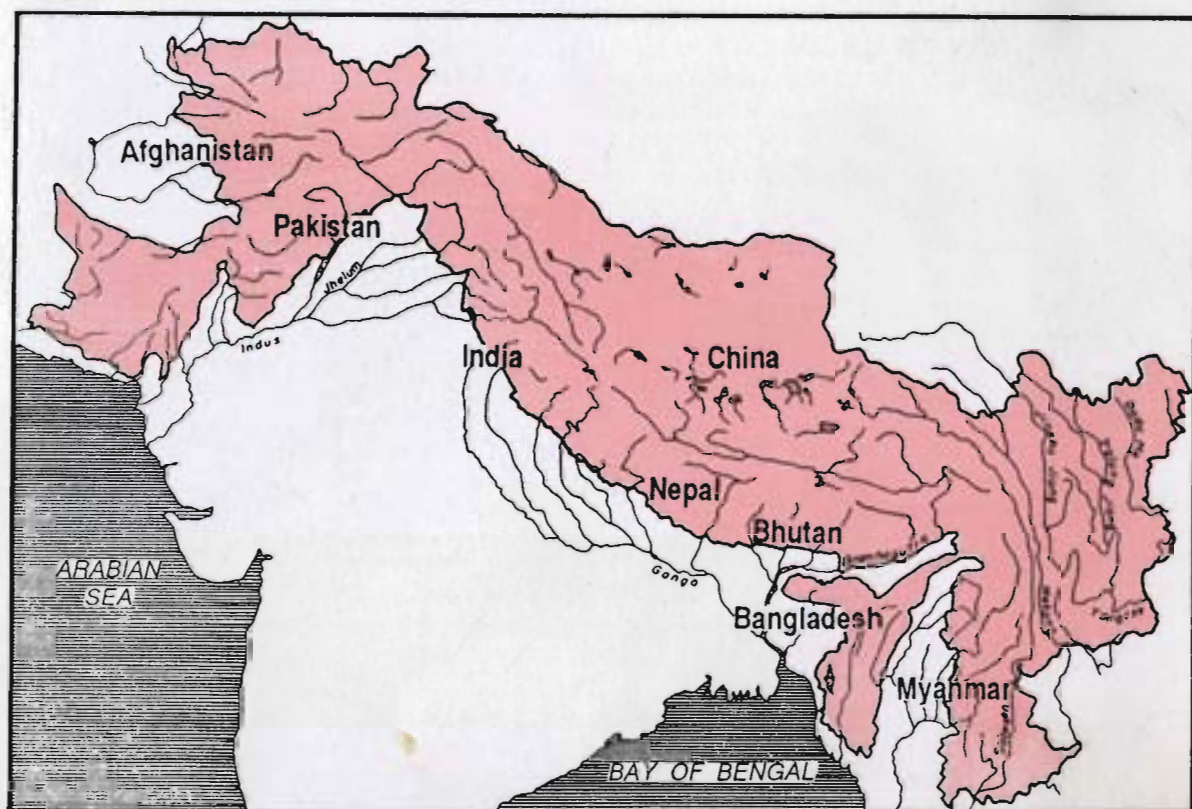 Afghanistan
Pakistan
Jhelum
Indus
India
China
Nepal
Bhutan
Ganga
ARABIAN
SEA
Bangladesh
Myanmar
BAY OF BENGAL